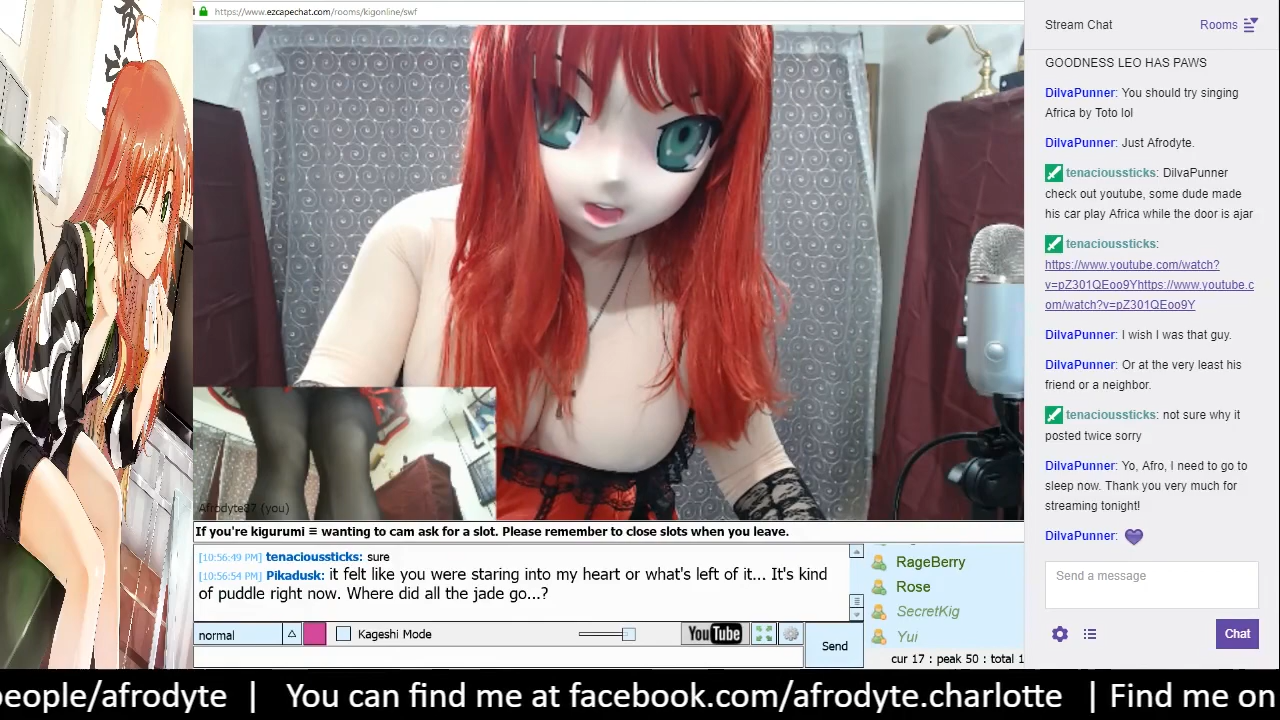 https://www.ezcapechat.com/rooms/kigonline/swf
Afrodyte87 (you)
If you're kigurumi ≡ wanting to cam ask for a slot. Please remember to close slots when you leave.
[10:56:49 PM] tenacioussticks: sure
[10:56:54 PM] Pikadusk: it felt like you were staring into my heart or what's left of it... It's kind
of puddle right now. Where did all the jade go...?
normal
Kageshi Mode
YouTube
Send
RageBerry
Rose
SecretKig
Yui
cur 17 : peak 50 : total 1
Stream Chat
Rooms
GOODNESS LEO HAS PAWS
DilvaPunner: You should try singing
Africa by Toto lol
DilvaPunner: Just Afrodyte.
tenacioussticks: DilvaPunner
check out youtube, some dude made
his car play Africa while the door is ajar
tenacioussticks:
https://www.youtube.com/watch?
v=pZ301QEoo9Yhttps://www.youtube.c
om/watch?v=pZ301QEoo9Y
DilvaPunner: I wish I was that guy.
DilvaPunner: Or at the very least his
friend or a neighbor.
tenacioussticks: not sure why it
posted twice sorry
DilvaPunner: Yo, Afro, I need to go to
sleep now. Thank you very much for
streaming tonight!
DilvaPunner: 💜
Send a message
Chat
people/afrodyte | You can find me at facebook.com/afrodyte.charlotte | Find me on